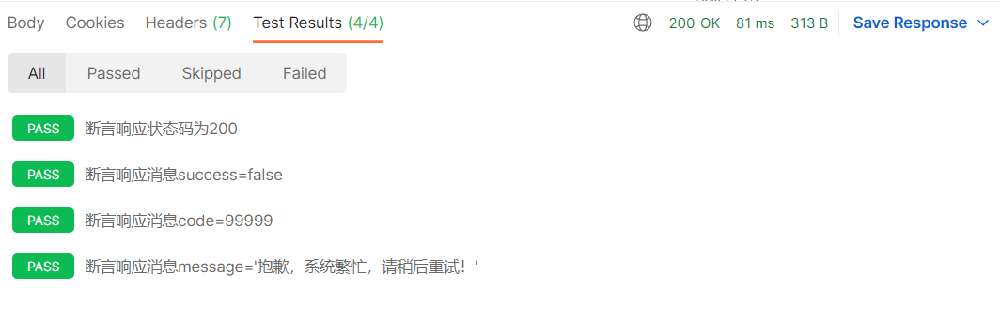 Body Cookies Headers (7) Test Results (4/4) 200 OK 81 ms 313 B Save Response
All Passed Skipped Failed
PASS 断言响应状态码为200
PASS 断言响应消息success=false
PASS 断言响应消息code=99999
PASS 断言响应消息message='抱歉，系统繁忙，请稍后重试！'